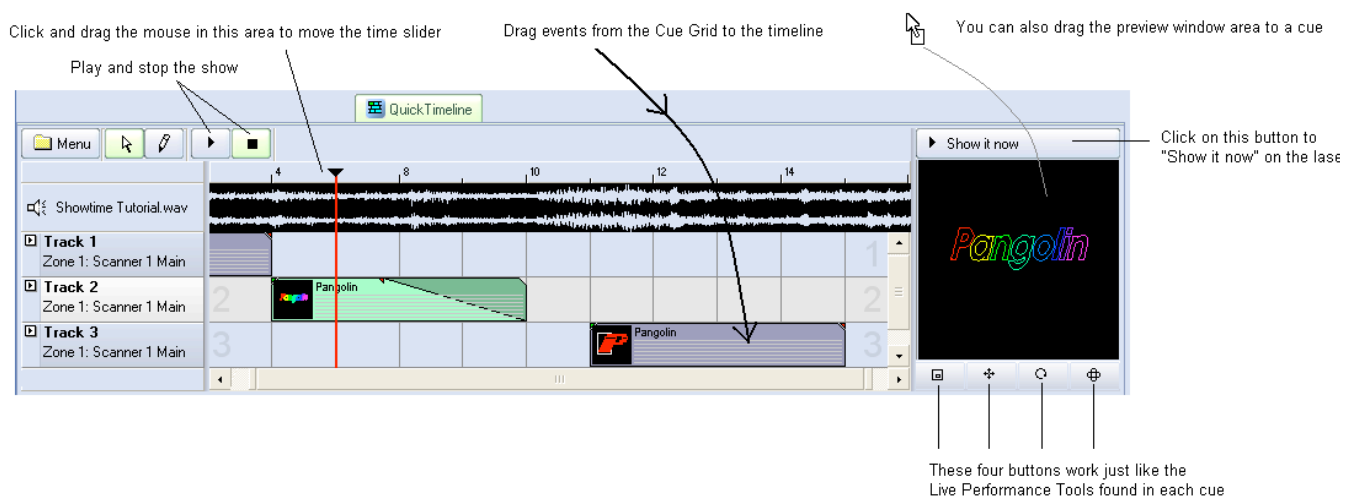 You can also drag the preview window area to a cue
Click and drag the mouse in this area to move the time slider
Drag events from the Cue Grid to the timeline
Play and stop the show
QuickTimeline
Menu
Show it now
Click on this button to
"Show it now" on the lase
4 8 10 12 14
Showtime Tutorial.wav
Track 1
Zone 1: Scanner 1 Main
1
Pangolin
Track 2
Zone 1: Scanner 1 Main
2
Pangolin
Pangolin
2
Track 3
Zone 1: Scanner 1 Main
3
Pangolin
3
These four buttons work just like the
Live Performance Tools found in each cue